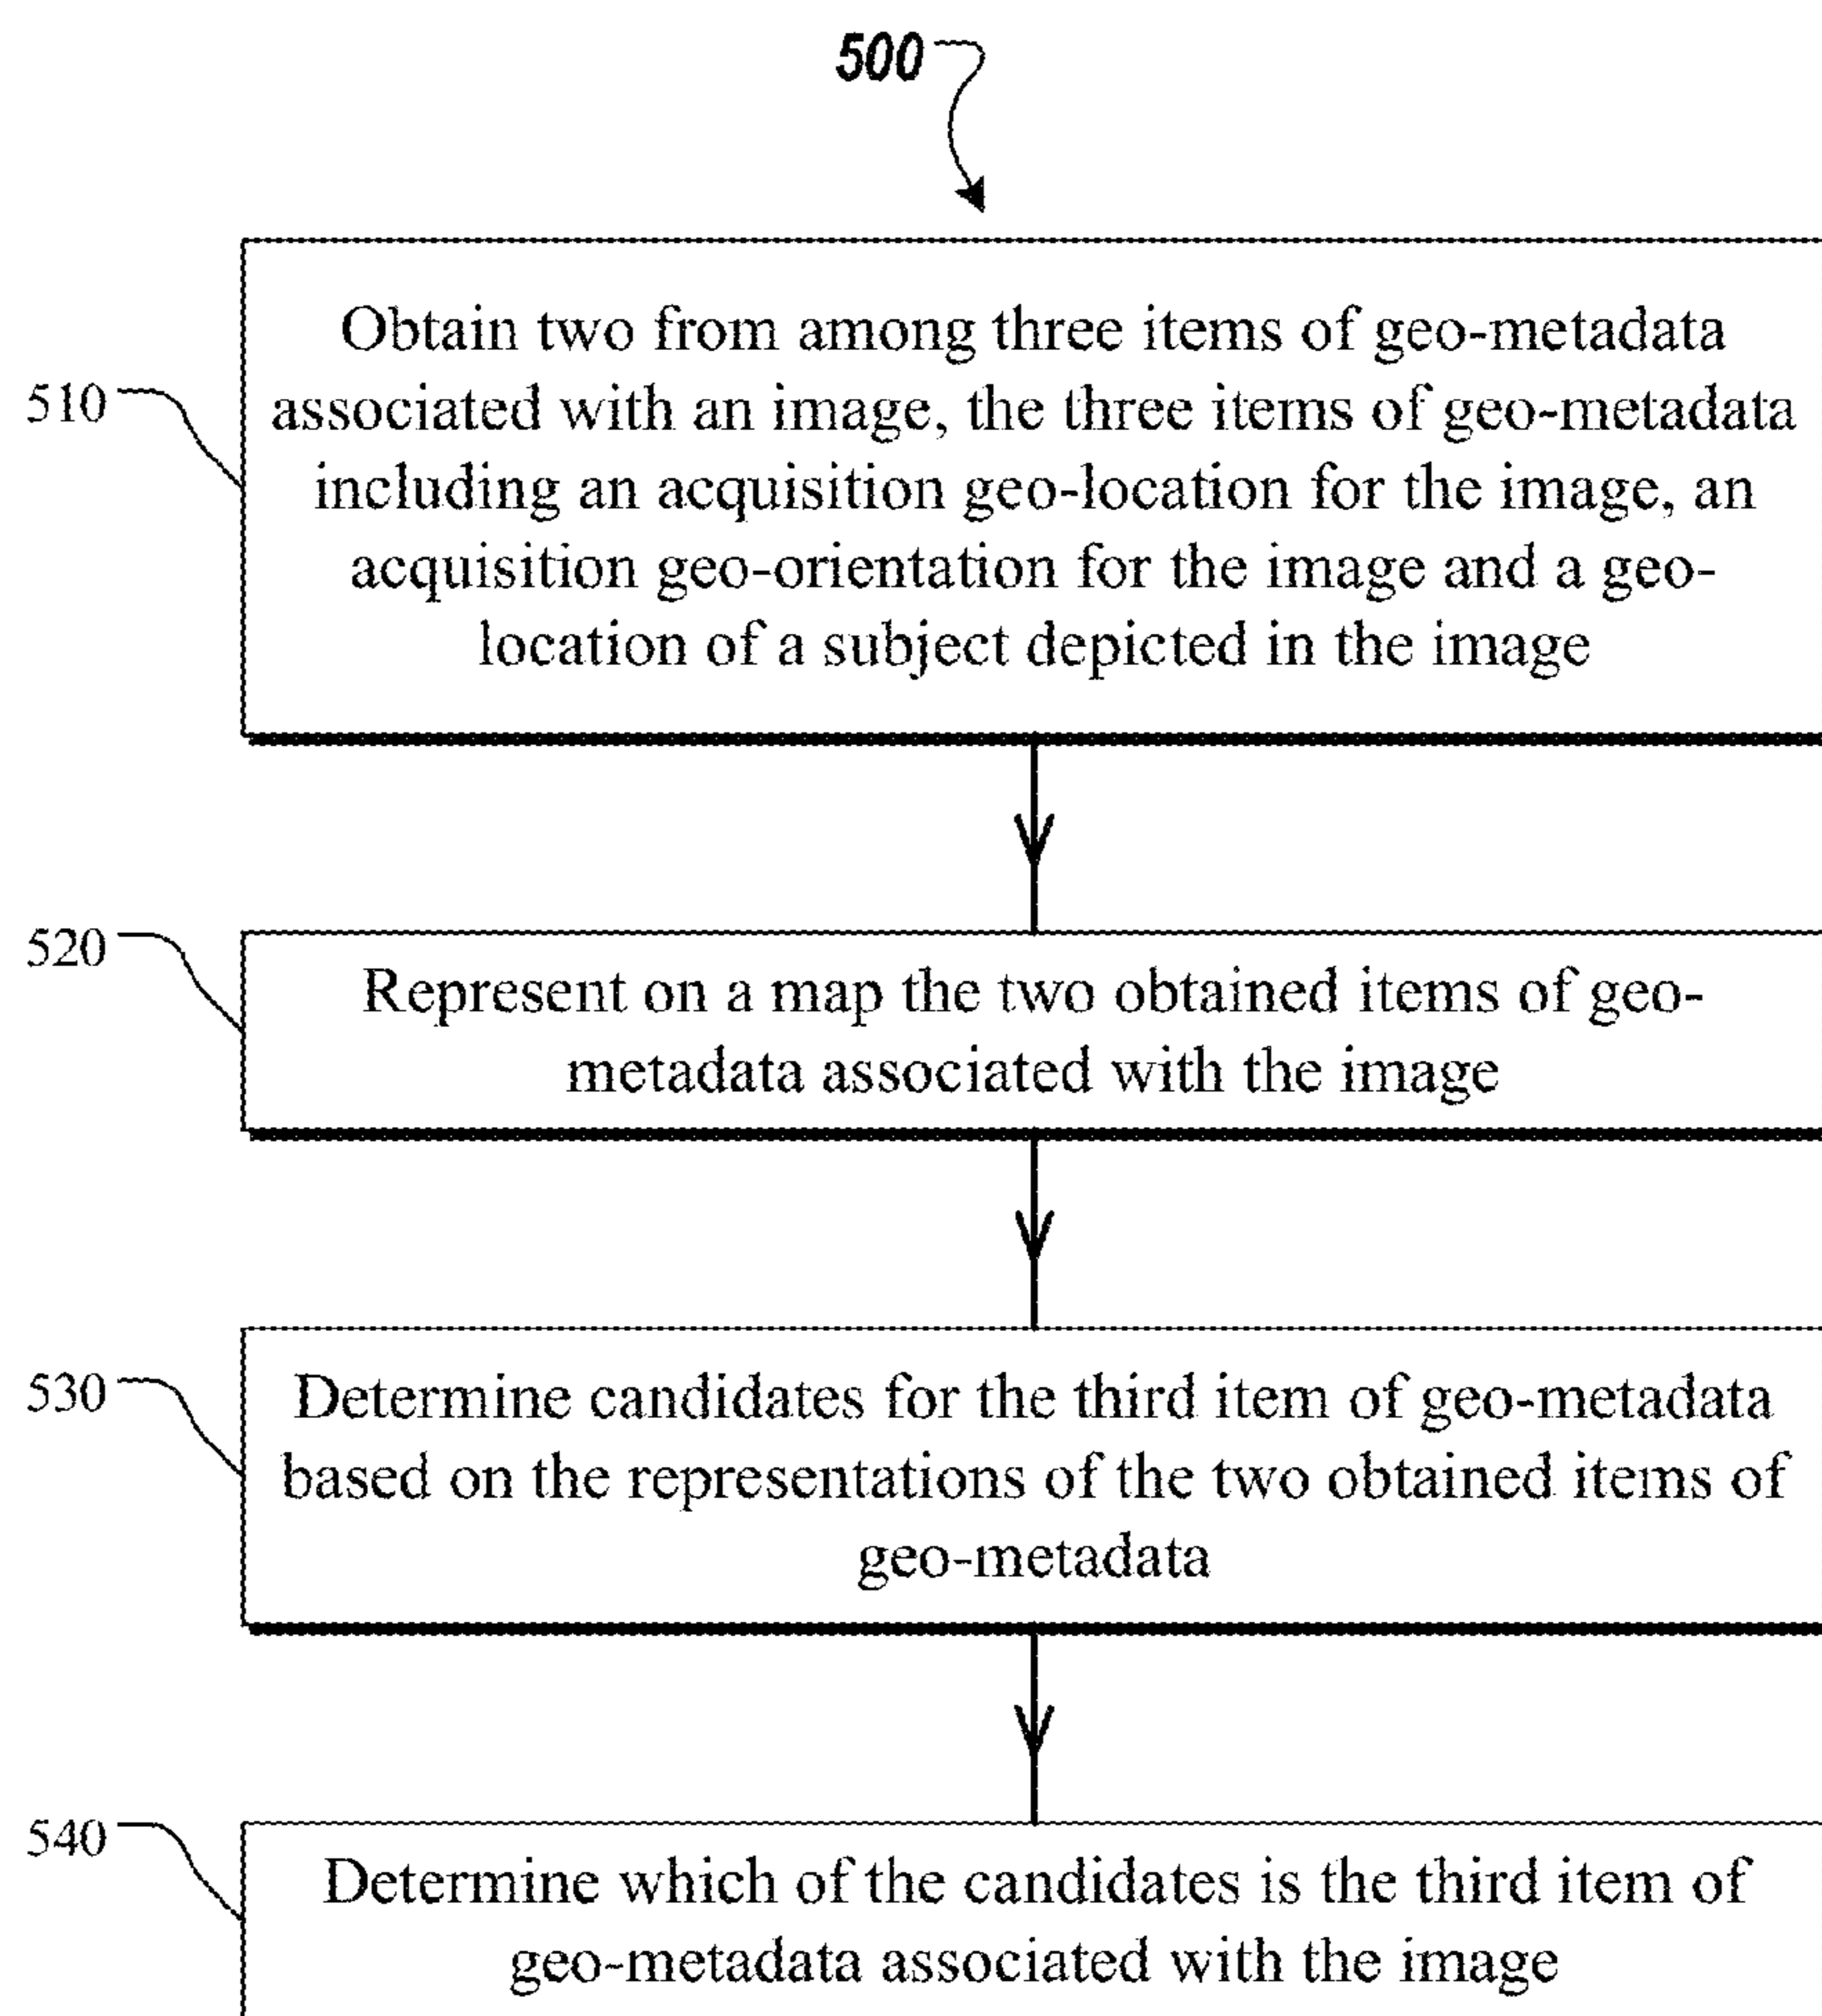 500
Obtain two from among three items of geo-metadata
associated with an image, the three items of geo-metadata
including an acquisition geo-location for the image, an
acquisition geo-orientation for the image and a geo-
location of a subject depicted in the image
510
520
Represent on a map the two obtained items of geo-
metadata associated with the image
530
Determine candidates for the third item of geo-metadata
based on the representations of the two obtained items of
geo-metadata
540
Determine which of the candidates is the third item of
geo-metadata associated with the image